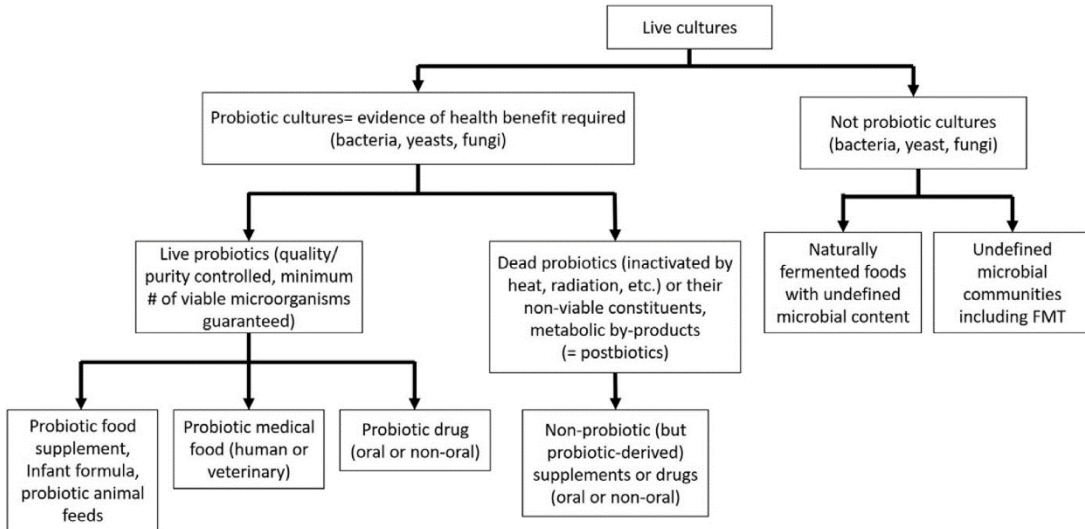 Live cultures
Probiotic cultures= evidence of health benefit required
(bacteria, yeasts, fungi)
Not probiotic cultures
(bacteria, yeast, fungi)
Live probiotics (quality/
purity controlled, minimum
# of viable microorganisms
guaranteed)
Dead probiotics (inactivated by
heat, radiation, etc.) or their
non-viable constituents,
metabolic by-products
(= postbiotics)
Naturally
fermented foods
with undefined
microbial content
Undefined
microbial
communities
including FMT
Probiotic food
supplement,
Infant formula,
probiotic animal
feeds
Probiotic medical
food (human or
veterinary)
Probiotic drug
(oral or non-oral)
Non-probiotic (but
probiotic-derived)
supplements or drugs
(oral or non-oral)